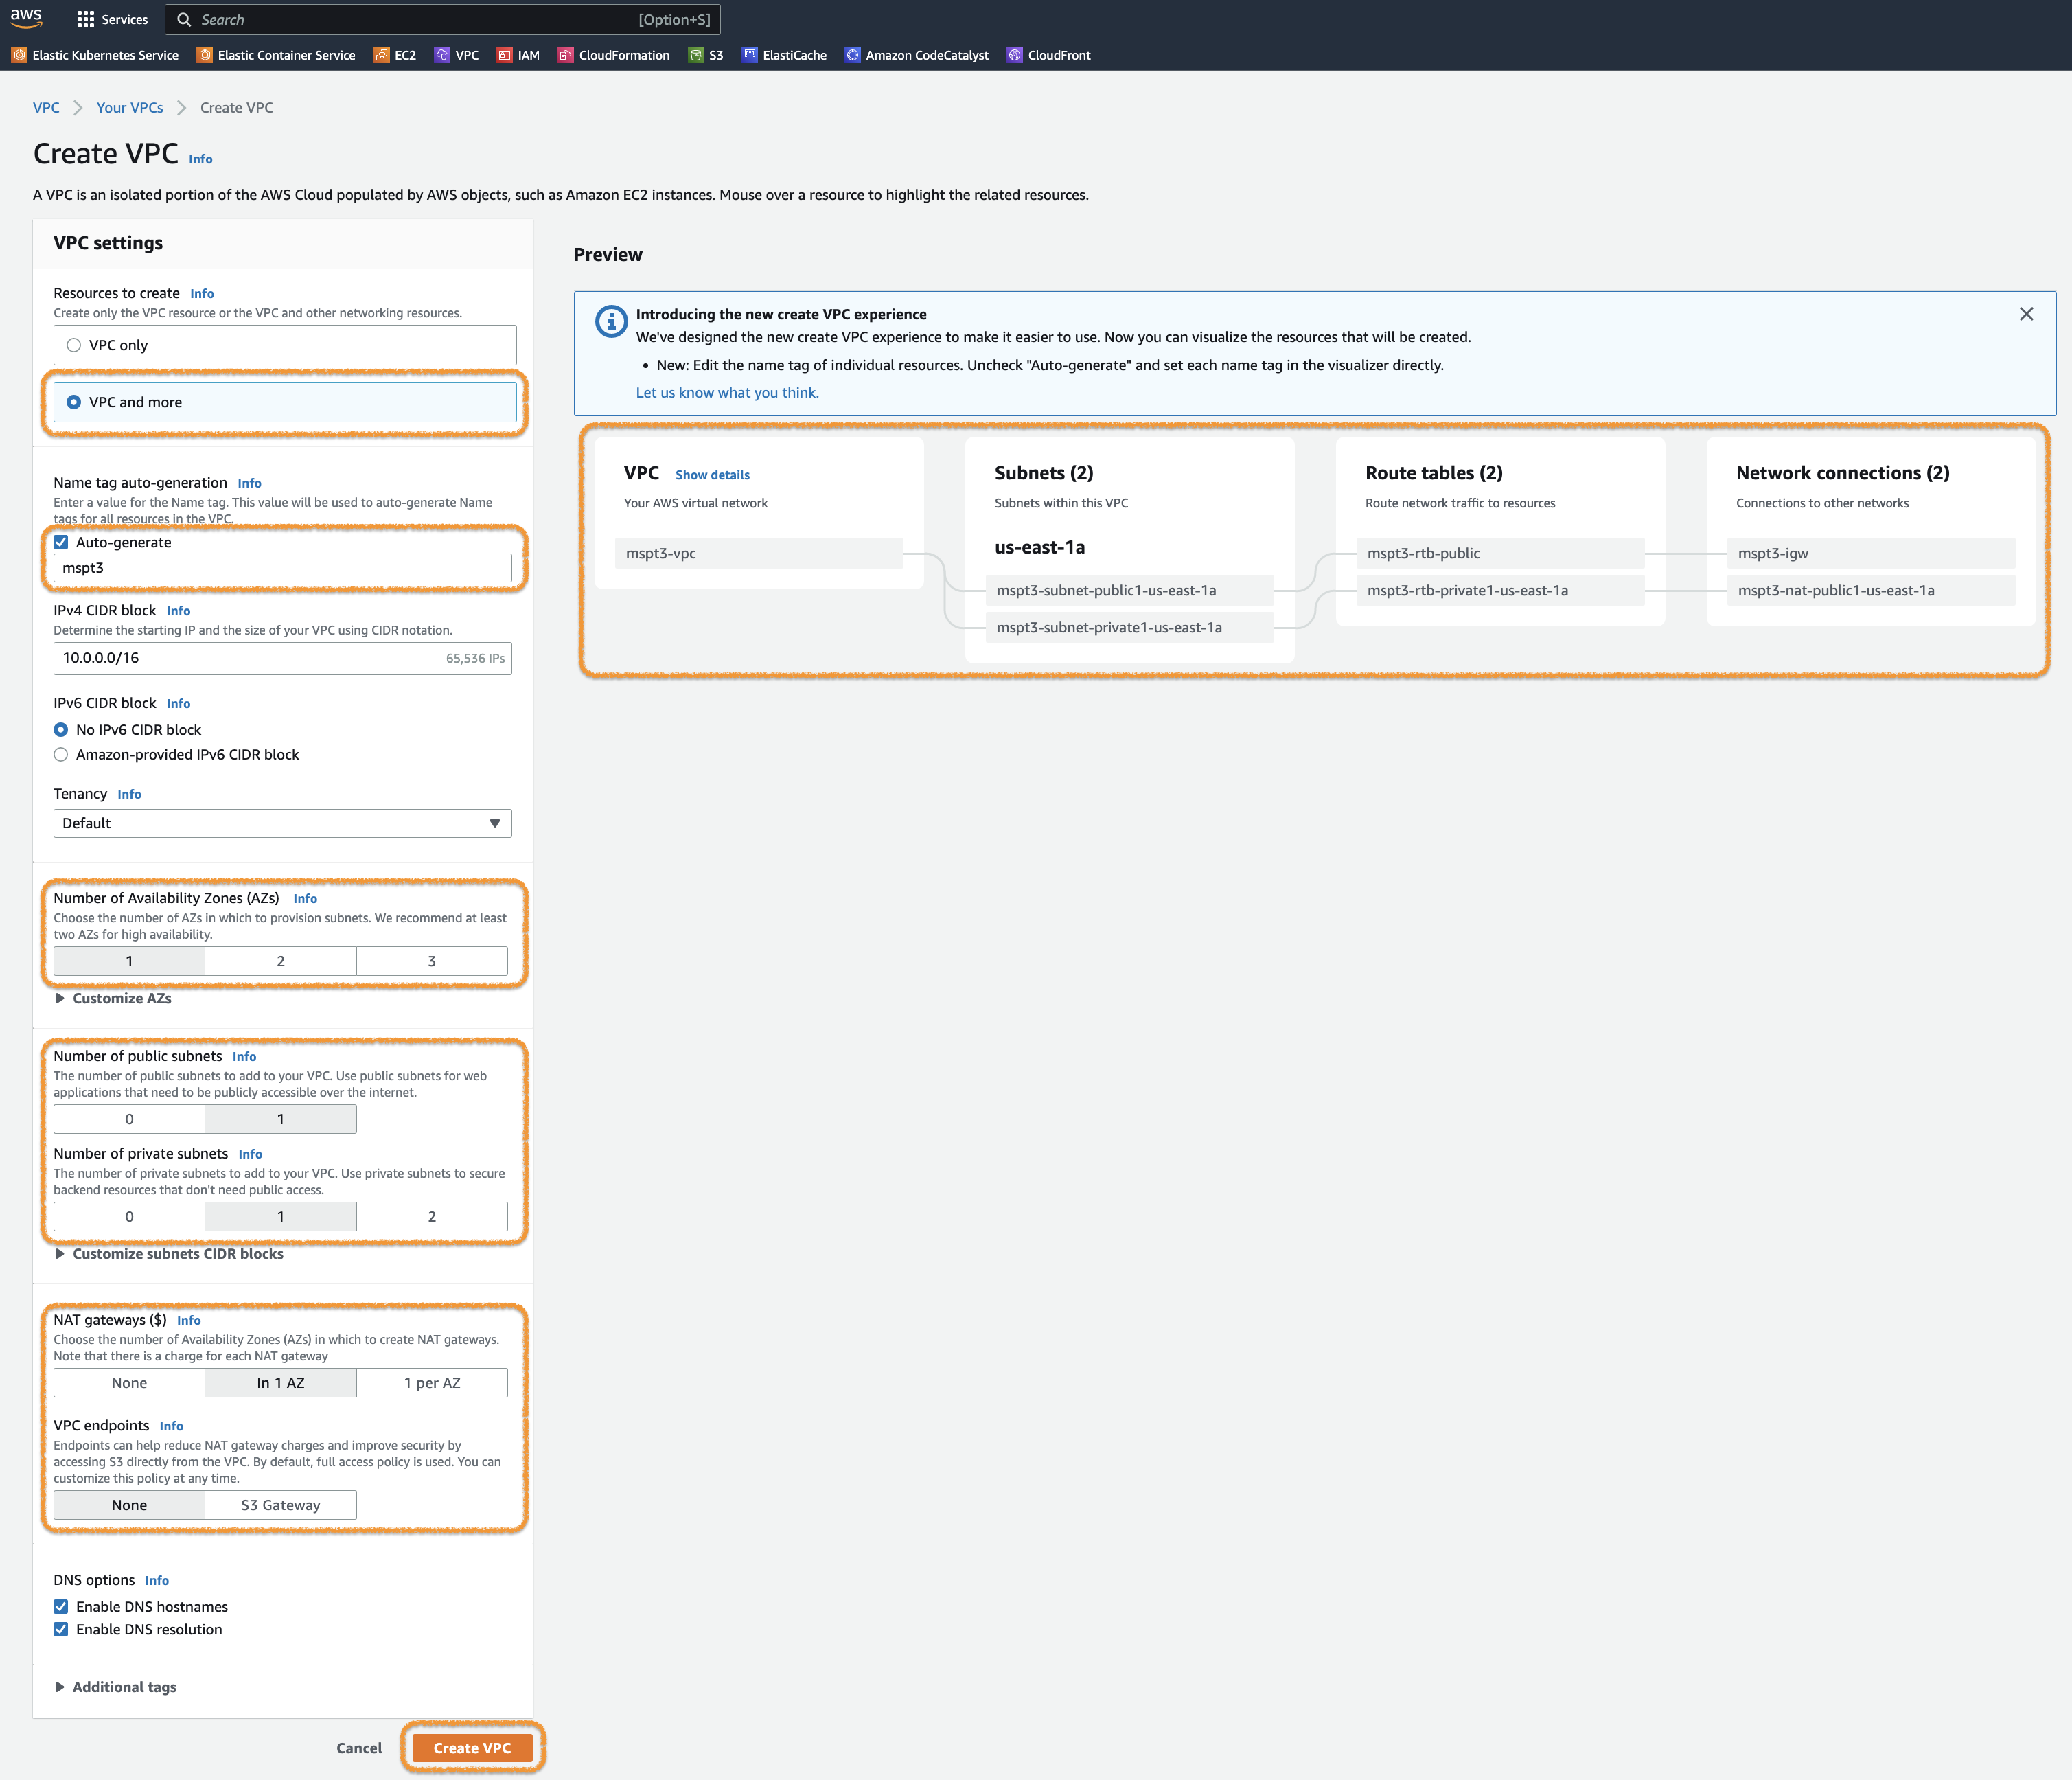 aws
Services
Search
[Option+S]
Elastic Kubernetes Service
Elastic Container Service
EC2
VPC
IAM
CloudFormation
S3
ElastiCache
Amazon CodeCatalyst
CloudFront
VPC
Your VPCs
Create VPC
Create VPC Info
A VPC is an isolated portion of the AWS Cloud populated by AWS objects, such as Amazon EC2 instances. Mouse over a resource to highlight the related resources.
VPC settings
Resources to create Info
Create only the VPC resource or the VPC and other networking resources.
VPC only
VPC and more
Name tag auto-generation Info
Enter a value for the Name tag. This value will be used to auto-generate Name
tags for all resources in the VPC.
Auto-generate
mspt3
IPv4 CIDR block Info
Determine the starting IP and the size of your VPC using CIDR notation.
10.0.0.0/16 65,536 IPs
IPv6 CIDR block Info
No IPv6 CIDR block
Amazon-provided IPv6 CIDR block
Tenancy Info
Default
Number of Availability Zones (AZs) Info
Choose the number of AZs in which to provision subnets. We recommend at least
two AZs for high availability.
1 2 3
Customize AZs
Number of public subnets Info
The number of public subnets to add to your VPC. Use public subnets for web
applications that need to be publicly accessible over the internet.
0 1
Number of private subnets Info
The number of private subnets to add to your VPC. Use private subnets to secure
backend resources that don't need public access.
0 1 2
Customize subnets CIDR blocks
NAT gateways ($) Info
Choose the number of Availability Zones (AZs) in which to create NAT gateways.
Note that there is a charge for each NAT gateway
None In 1 AZ 1 per AZ
VPC endpoints Info
Endpoints can help reduce NAT gateway charges and improve security by
accessing S3 directly from the VPC. By default, full access policy is used. You can
customize this policy at any time.
None S3 Gateway
DNS options Info
Enable DNS hostnames
Enable DNS resolution
Additional tags
Cancel
Create VPC
Preview
Introducing the new create VPC experience
We've designed the new create VPC experience to make it easier to use. Now you can visualize the resources that will be created.
• New: Edit the name tag of individual resources. Uncheck "Auto-generate" and set each name tag in the visualizer directly.
Let us know what you think.
VPC Show details
Your AWS virtual network
mspt3-vpc
Subnets (2)
Subnets within this VPC
us-east-1a
mspt3-subnet-public1-us-east-1a
mspt3-subnet-private1-us-east-1a
Route tables (2)
Route network traffic to resources
mspt3-rtb-public
mspt3-rtb-private1-us-east-1a
Network connections (2)
Connections to other networks
mspt3-igw
mspt3-nat-public1-us-east-1a